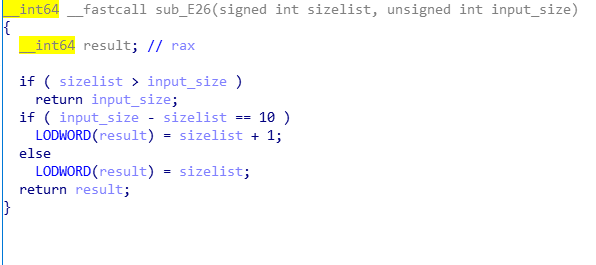 __int64 __fastcall sub_E26(signed int sizelist, unsigned int input_size)
{
  __int64 result; // rax

  if ( sizelist > input_size )
    return input_size;
  if ( input_size - sizelist == 10 )
    LODWORD(result) = sizelist + 1;
  else
    LODWORD(result) = sizelist;
  return result;
}